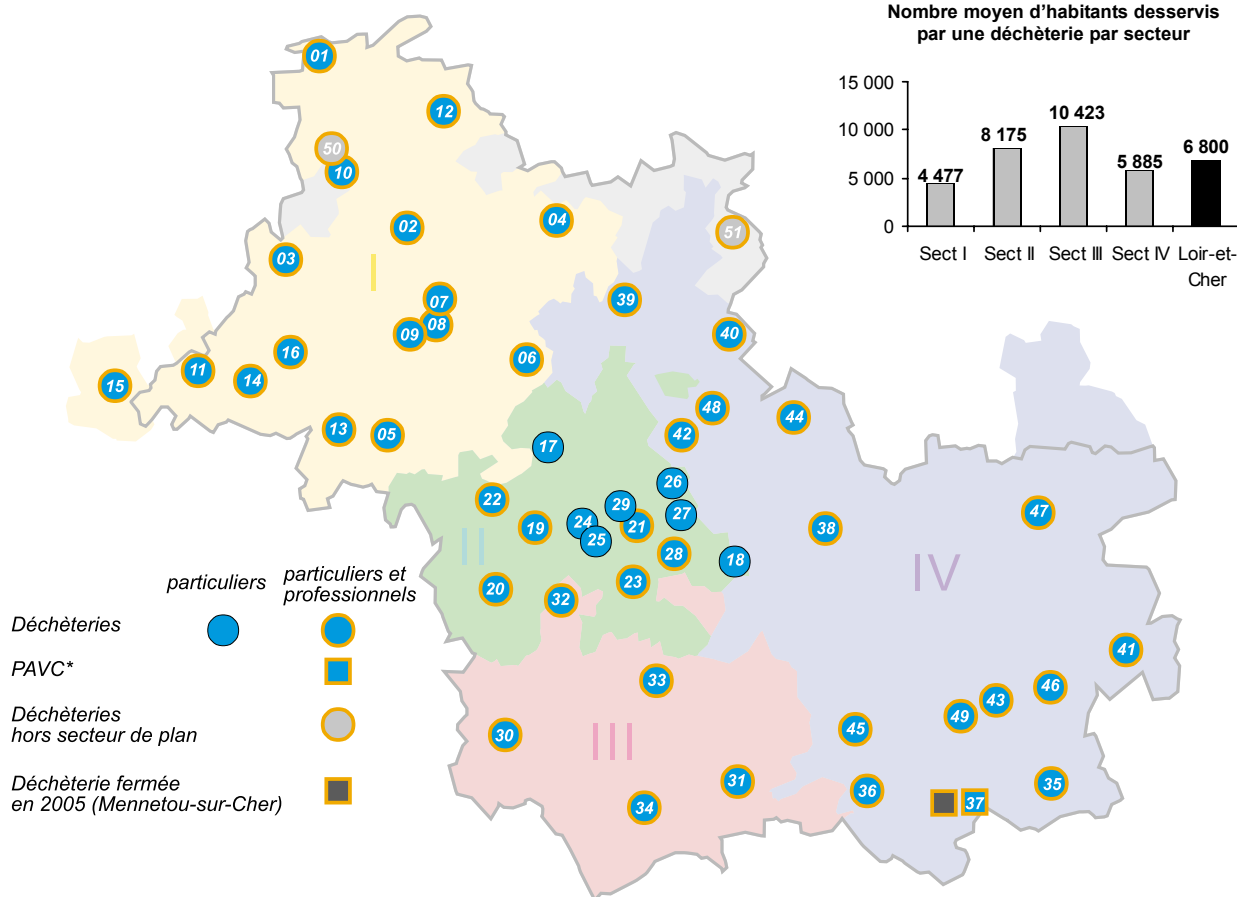 Nombre moyen d’habitants desservis
par une déchèterie par secteur
15 000
10 000
5 000
0
4 477
8 175
10 423
5 885
6 800
Sect I
Sect II
Sect III
Sect IV
Loir-et-
Cher
01
12
50
10
02
04
51
03
I
07
08
09
39
40
16
06
11
14
15
13
05
48
42
44
17
26
22
29
27
24
21
25
19
II
28
18
38
47
IV
20
32
23
33
41
46
43
49
45
30
III
31
34
36
37
35
particuliers
particuliers et
professionnels
Déchèteries
PAVC*
Déchèteries
hors secteur de plan
Déchèterie fermée
en 2005 (Mennetou-sur-Cher)